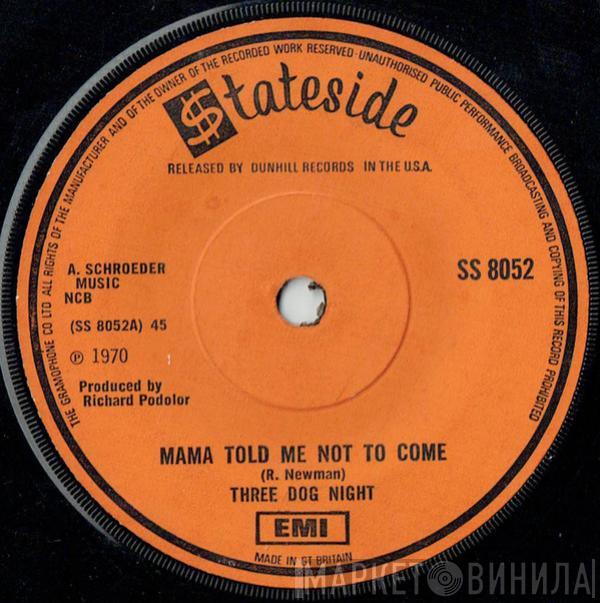 THE GRAMOPHONE CO LTD ALL RIGHTS OF THE MANUFACTURER AND OF THE OWNER OF THE RECORDED WORK RESERVED·UNAUTHORISED PUBLIC PERFORMANCE BROADCASTING AND COPYING OF THIS RECORD PROHIBITED
$tateside
RELEASED BY DUNHILL RECORDS IN THE U.S.A.
A. SCHROEDER
MUSIC
NCB
SS 8052
(SS 8052A) 45
℗ 1970
Produced by
Richard Podolor
MAMA TOLD ME NOT TO COME
(R. Newman)
THREE DOG NIGHT
EMI
MADE IN GT BRITAIN
МАРКЕТ ВИНИЛА